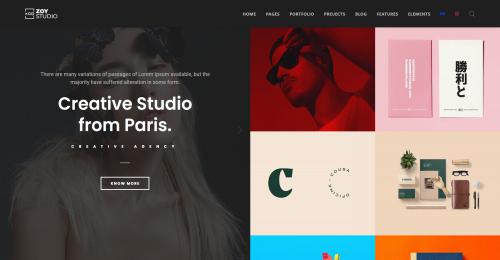 ZOY
STUDIO
HOME PAGES PORTFOLIO PROJECTS BLOG FEATURES ELEMENTS
There are many variations of passages of Lorem Ipsum available, but the
majority have suffered alteration in some form.
Creative Studio
from Paris.
CREATIVE AGENCY
KNOW MORE
勝利と
C
COUBA
OFICINA